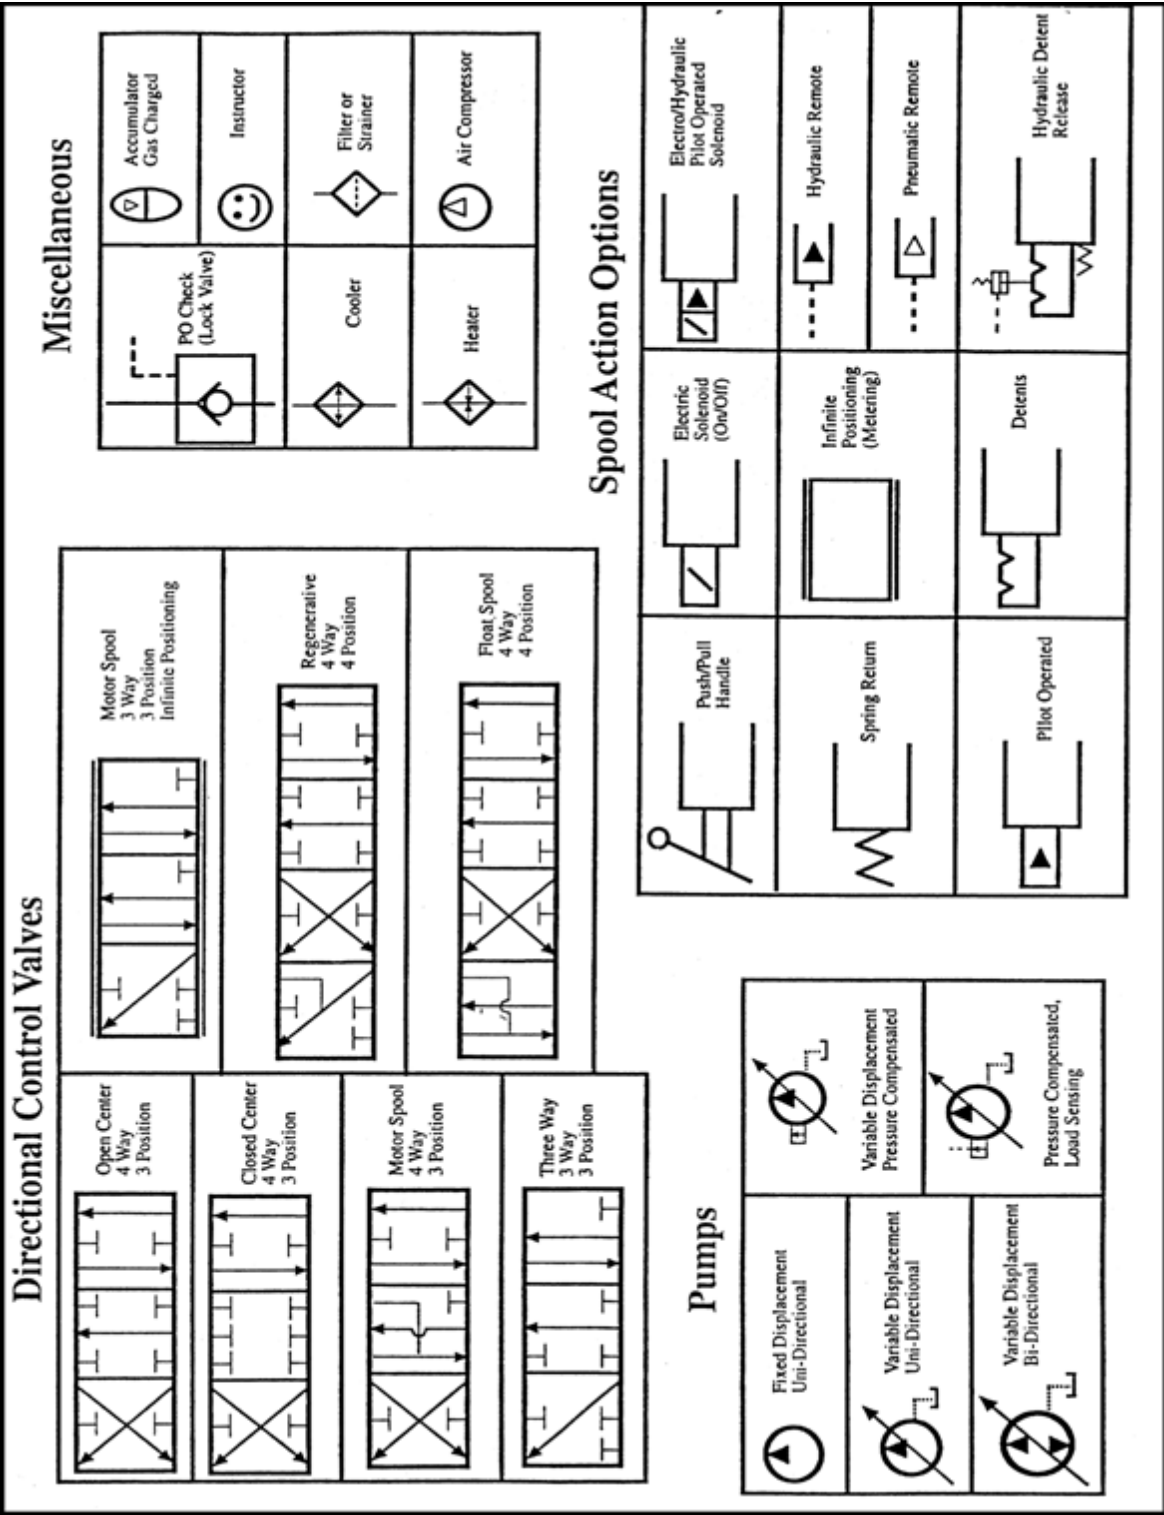 Directional Control Valves
Open Center
4 Way
3 Position
Closed Center
4 Way
3 Position
Motor Spool
4 Way
3 Position
Three Way
3 Way
3 Position
Motor Spool
3 Way
3 Position
Infinite Positioning
Regenerative
4 Way
4 Position
Float Spool
4 Way
4 Position
Miscellaneous
PO Check
(Lock Valve)
Cooler
Heater
Accumulator
Gas Charged
Instructor
Filter or
Strainer
Air Compressor
Pumps
Fixed Displacement
Uni-Directional
Variable Displacement
Uni-Directional
Variable Displacement
Bi-Directional
Variable Displacement
Pressure Compensated
Pressure Compensated,
Load Sensing
Spool Action Options
Push/Pull
Handle
Spring Return
Pilot Operated
Electric
Solenoid
(On/Off)
Infinite
Positioning
(Metering)
Detents
Electro/Hydraulic
Pilot Operated
Solenoid
Hydraulic Remote
Pneumatic Remote
Hydraulic Detent
Release